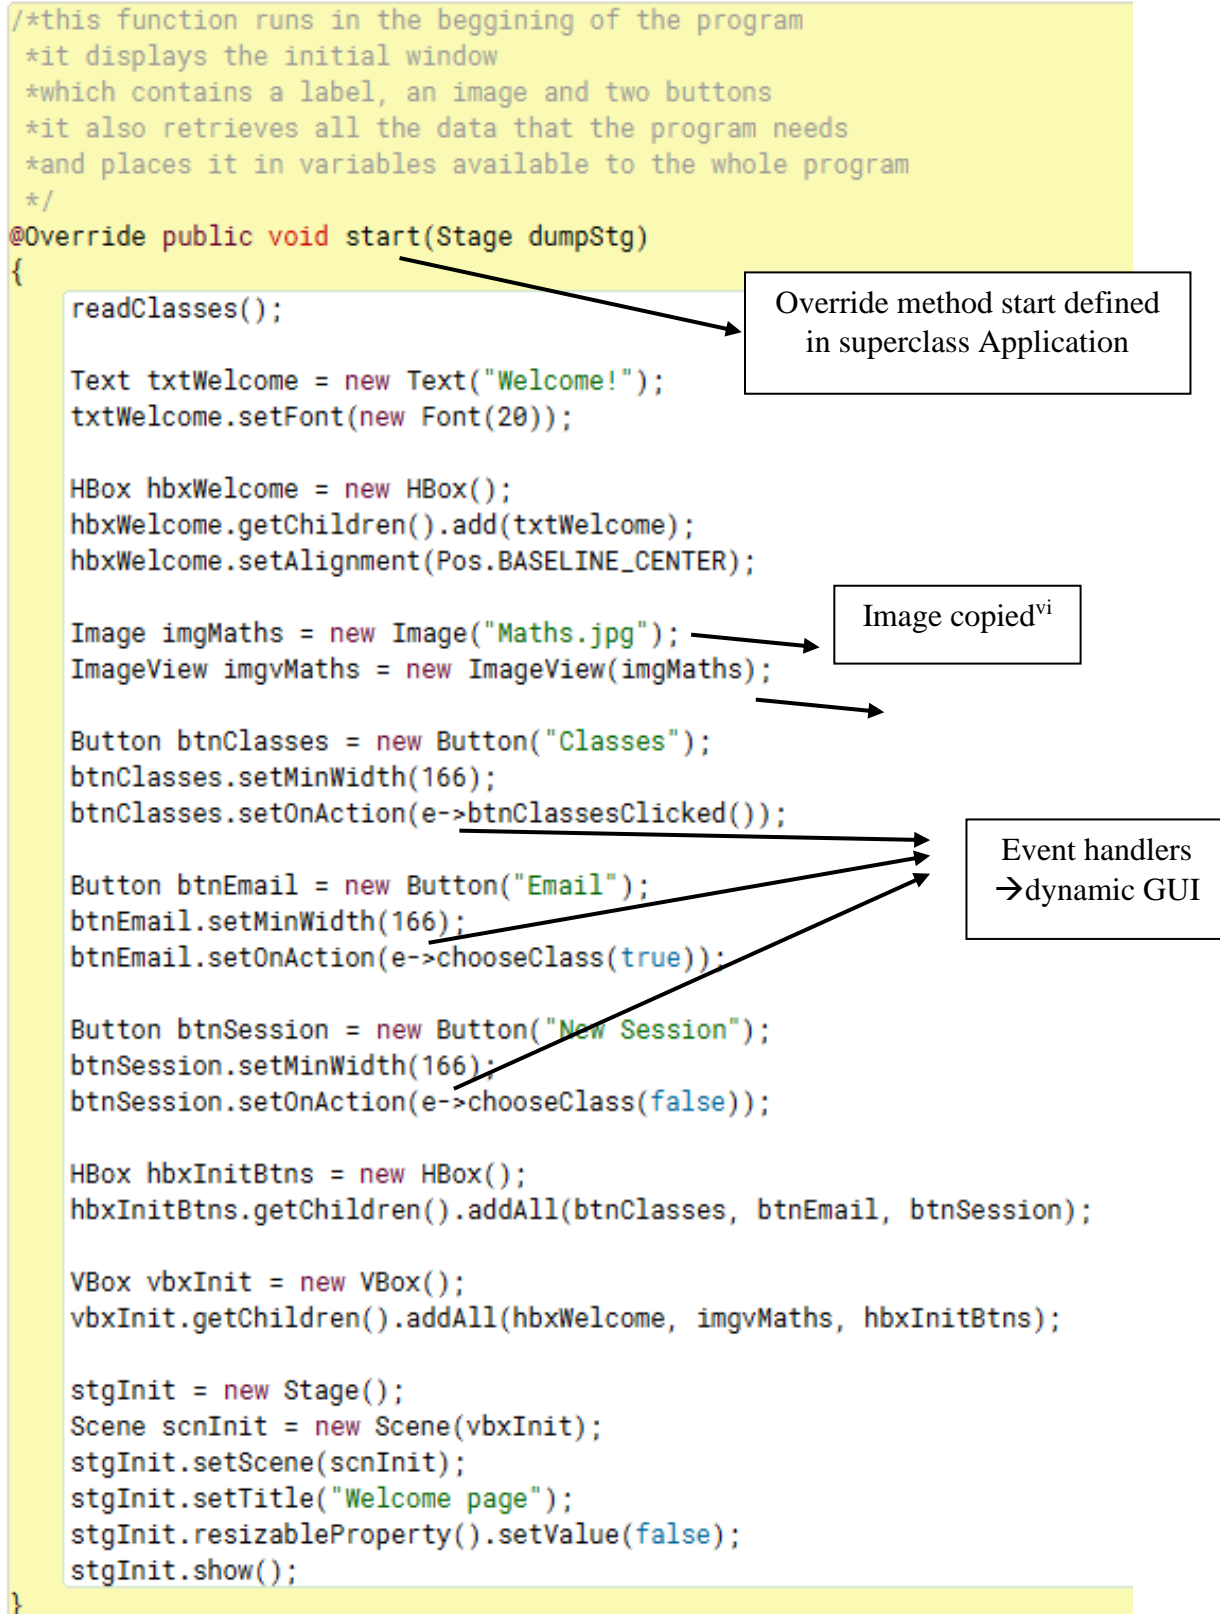 /*this function runs in the beggining of the program
*it displays the initial window
*which contains a label, an image and two buttons
*it also retrieves all the data that the program needs
*and places it in variables available to the whole program
*/
@Override public void start(Stage dumpStg)
{
readClasses();
Override method start defined
in superclass Application
Text txtWelcome = new Text("Welcome!");
txtWelcome.setFont(new Font(20));
HBox hbxWelcome = new HBox();
hbxWelcome.getChildren().add(txtWelcome);
hbxWelcome.setAlignment(Pos.BASELINE_CENTER);
Image copiedvi
Image imgMaths = new Image("Maths.jpg");
ImageView imgvMaths = new ImageView(imgMaths);
Button btnClasses = new Button("Classes");
btnClasses.setMinWidth(166);
btnClasses.setOnAction(e->btnClassesClicked());
Event handlers
→dynamic GUI
Button btnEmail = new Button("Email");
btnEmail.setMinWidth(166);
btnEmail.setOnAction(e->chooseClass(true));
Button btnSession = new Button("New Session");
btnSession.setMinWidth(166);
btnSession.setOnAction(e->chooseClass(false));
HBox hbxInitBtns = new HBox();
hbxInitBtns.getChildren().addAll(btnClasses, btnEmail, btnSession);
VBox vbxInit = new VBox();
vbxInit.getChildren().addAll(hbxWelcome, imgvMaths, hbxInitBtns);
stgInit = new Stage();
Scene scnInit = new Scene(vbxInit);
stgInit.setScene(scnInit);
stgInit.setTitle("Welcome page");
stgInit.resizableProperty().setValue(false);
stgInit.show();
}